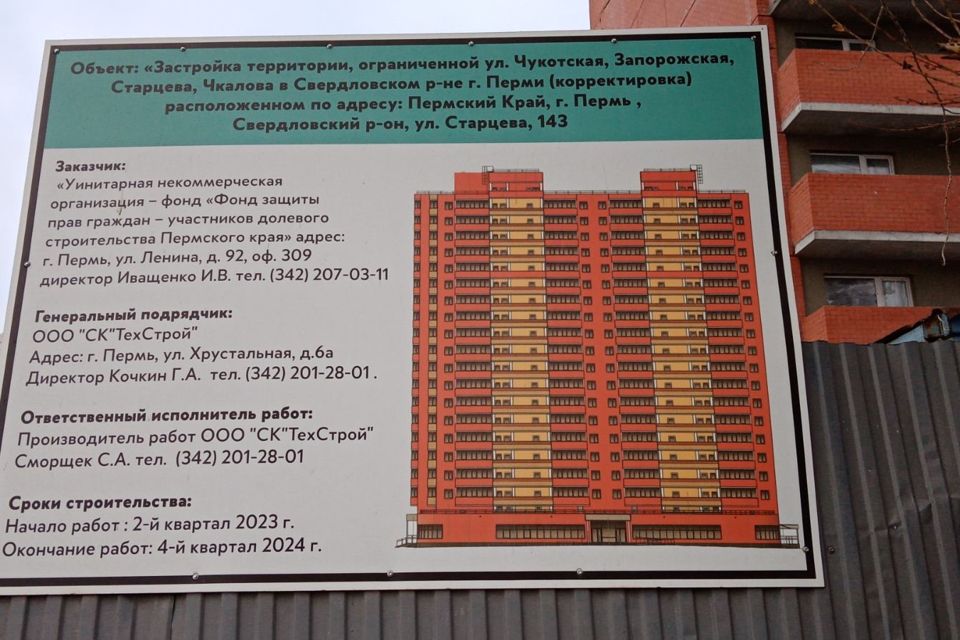 Объект: «Застройка территории, ограниченной ул. Чукотская, Запорожская,
Старцева, Чкалова в Свердловском р-не г. Перми (корректировка)
расположенном по адресу: Пермский Край, г. Пермь ,
Свердловский р-он, ул. Старцева, 143
Заказчик:
«Уинитарная некоммерческая
организация – фонд «Фонд защиты
прав граждан – участников долевого
строительства Пермского края» адрес:
г. Пермь, ул. Ленина, д. 92, оф. 309
директор Иващенко И.В. тел. (342) 207-03-11
Генеральный подрядчик:
ООО "СК"ТехСтрой"
Адрес: г. Пермь, ул. Хрустальная, д.6а
Директор Кочкин Г.А. тел. (342) 201-28-01 .
Ответственный исполнитель работ:
Производитель работ ООО "СК"ТехСтрой"
Сморщек С.А. тел. (342) 201-28-01
Сроки строительства:
Начало работ : 2-й квартал 2023 г.
Окончание работ: 4-й квартал 2024 г.